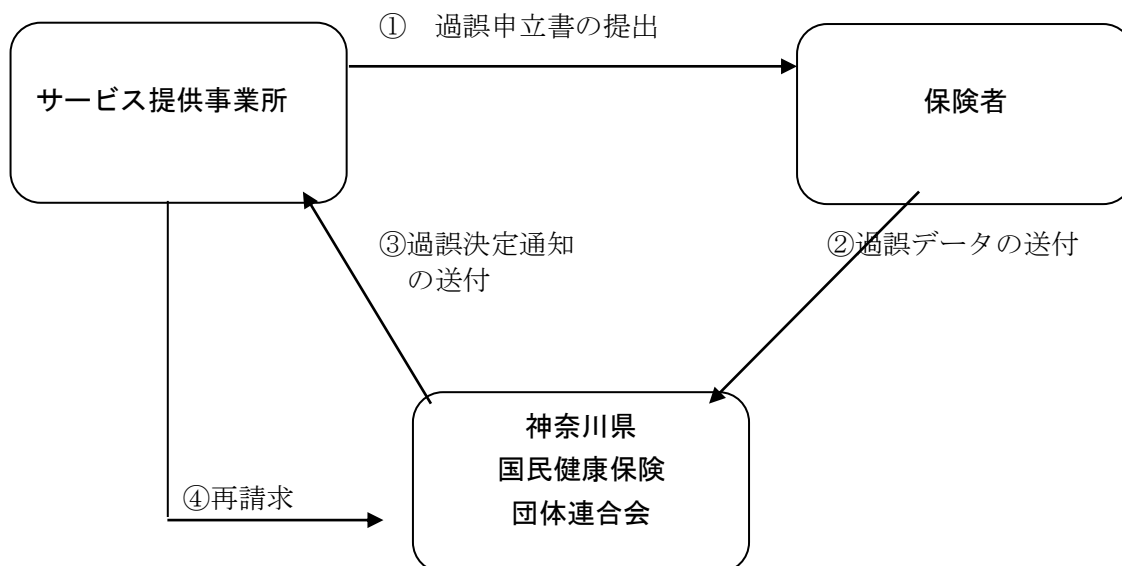 ①　過誤申立書の提出
サービス提供事業所
保険者
③過誤決定通知
の送付
②過誤データの送付
神奈川県
国民健康保険
団体連合会
④再請求